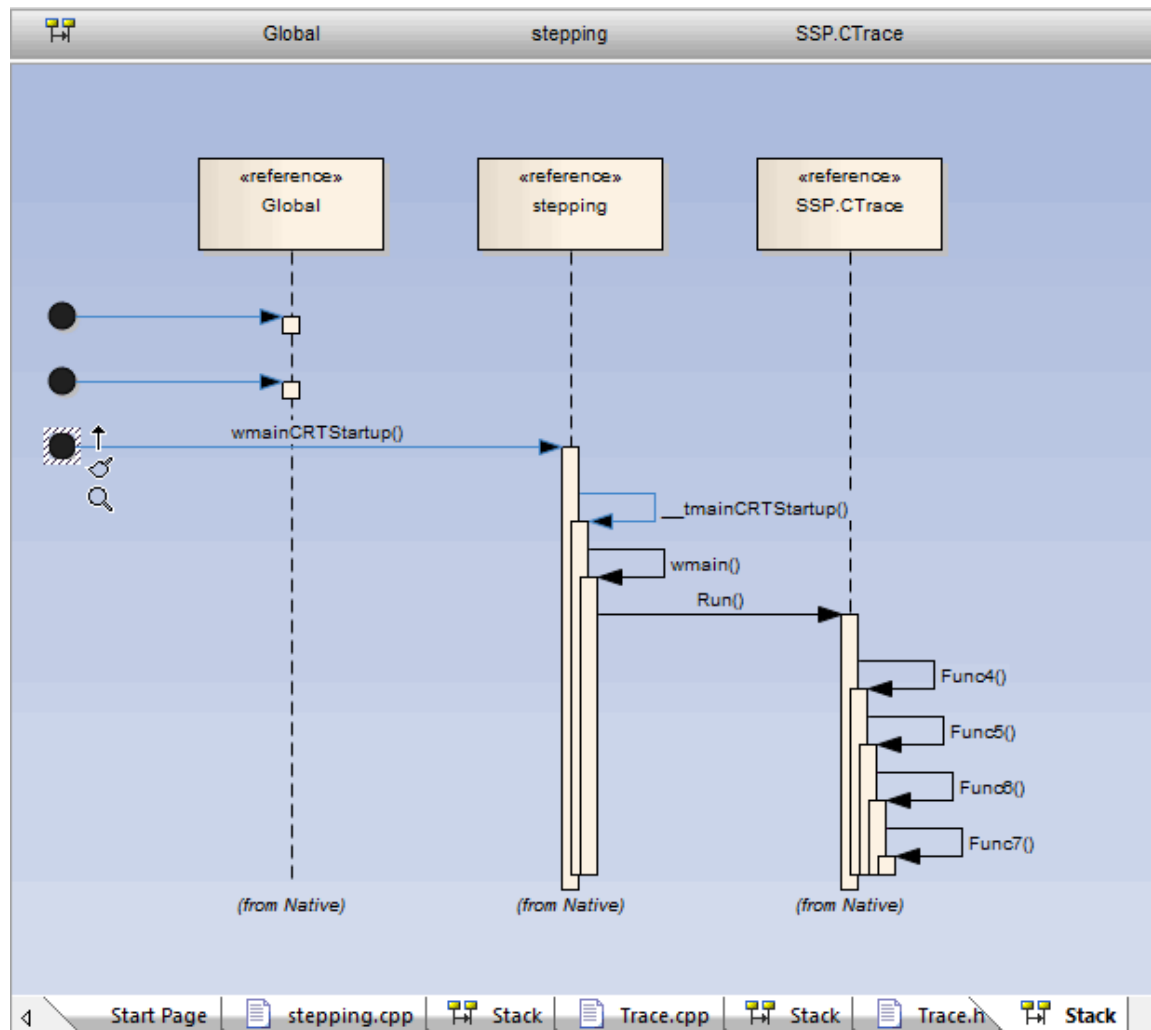 Global stepping SSP.CTrace
«reference» «reference» «reference»
Global stepping SSP.CTrace
wmainCRTStartup()
__tmainCRTStartup()
wmain()
Run()
Func4()
Func5()
Func6()
Func7()
(from Native) (from Native) (from Native)
Start Page stepping.cpp Stack Trace.cpp Stack Trace.h Stack